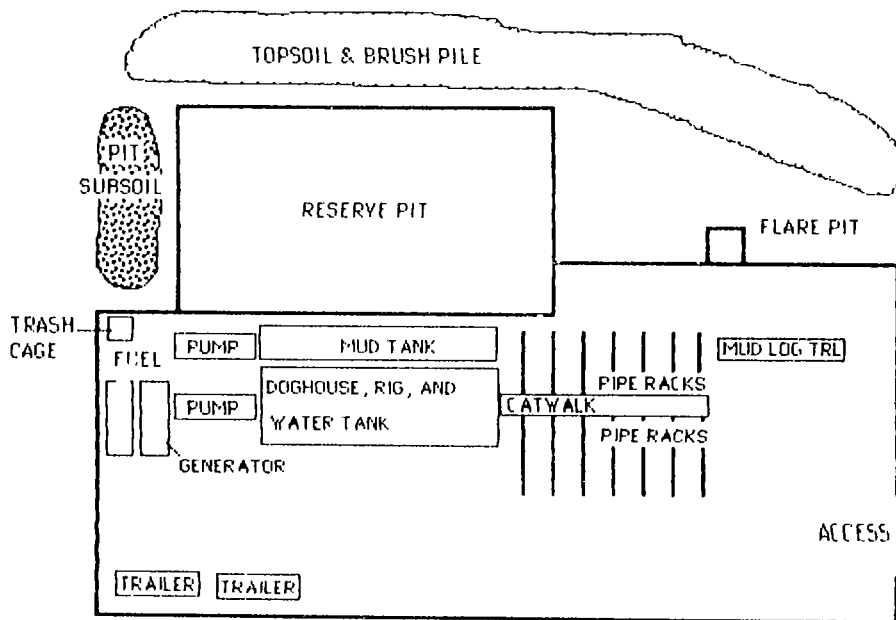 TOPSOIL & BRUSH PILE
PIT
SUBSOIL
RESERVE PIT
FLARE PIT
TRASH
CAGE
FUEL
PUMP
MUD TANK
MUD LOG TRL
PIPE RACKS
PUMP
DOGHOUSE, RIG, AND
WATER TANK
CATWALK
PIPE RACKS
GENERATOR
ACCESS
TRAILER
TRAILER